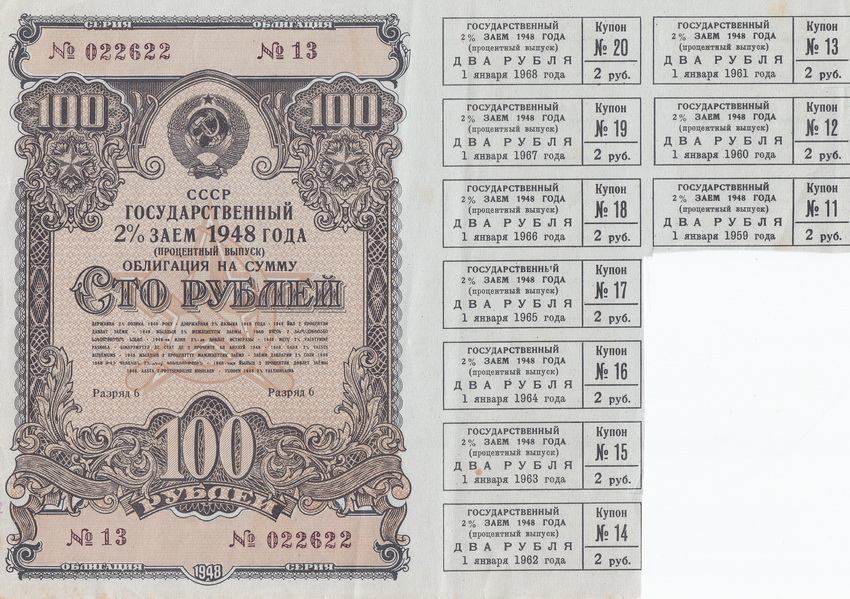 СЕРИЯ ОБЛИГАЦИЯ
№ 022622 № 13
100 100
СССР
ГОСУДАРСТВЕННЫЙ
2% ЗАЕМ 1948 ГОДА
(ПРОЦЕНТНЫЙ ВЫПУСК)
ОБЛИГАЦИЯ НА СУММУ
СТО РУБЛЕЙ
Разряд 6 Разряд 6
100
РУБЛЕЙ
№ 13 № 022622
ОБЛИГАЦИЯ 1948 СЕРИЯ
ГОСУДАРСТВЕННЫЙ Купон
2% ЗАЕМ 1948 ГОДА № 20
(процентный выпуск)
ДВА РУБЛЯ
1 января 1968 года 2 руб.
ГОСУДАРСТВЕННЫЙ Купон
2% ЗАЕМ 1948 ГОДА № 19
(процентный выпуск)
ДВА РУБЛЯ
1 января 1967 года 2 руб.
ГОСУДАРСТВЕННЫЙ Купон
2% ЗАЕМ 1948 ГОДА № 18
(процентный выпуск)
ДВА РУБЛЯ
1 января 1966 года 2 руб.
ГОСУДАРСТВЕННЫЙ Купон
2% ЗАЕМ 1948 ГОДА № 17
(процентный выпуск)
ДВА РУБЛЯ
1 января 1965 года 2 руб.
ГОСУДАРСТВЕННЫЙ Купон
2% ЗАЕМ 1948 ГОДА № 16
(процентный выпуск)
ДВА РУБЛЯ
1 января 1964 года 2 руб.
ГОСУДАРСТВЕННЫЙ Купон
2% ЗАЕМ 1948 ГОДА № 15
(процентный выпуск)
ДВА РУБЛЯ
1 января 1963 года 2 руб.
ГОСУДАРСТВЕННЫЙ Купон
2% ЗАЕМ 1948 ГОДА № 14
(процентный выпуск)
ДВА РУБЛЯ
1 января 1962 года 2 руб.
ГОСУДАРСТВЕННЫЙ Купон
2% ЗАЕМ 1948 ГОДА № 13
(процентный выпуск)
ДВА РУБЛЯ
1 января 1961 года 2 руб.
ГОСУДАРСТВЕННЫЙ Купон
2% ЗАЕМ 1948 ГОДА № 12
(процентный выпуск)
ДВА РУБЛЯ
1 января 1960 года 2 руб.
ГОСУДАРСТВЕННЫЙ Купон
2% ЗАЕМ 1948 ГОДА № 11
(процентный выпуск)
ДВА РУБЛЯ
1 января 1959 года 2 руб.